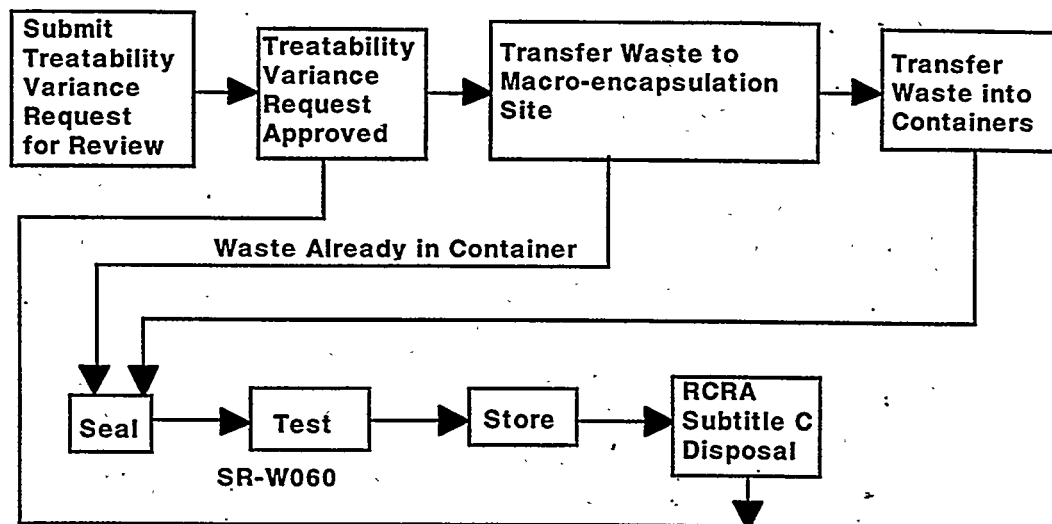 Submit
Treatability
Variance
Request
for Review
Treatability
Variance
Request
Approved
Transfer Waste to
Macro-encapsulation
Site
Transfer
Waste into
Containers
Waste Already in Container
Seal
Test
Store
RCRA
Subtitle C
Disposal
SR-W060